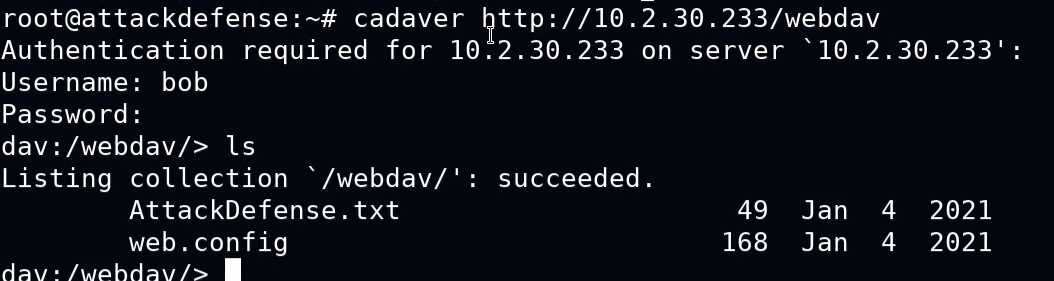 root@attackdefense:~# cadaver http://10.2.30.233/webdav
Authentication required for 10.2.30.233 on server `10.2.30.233':
Username: bob
Password:
dav:/webdav/> ls
Listing collection `/webdav/': succeeded.
        AttackDefense.txt                     49  Jan  4  2021
        web.config                           168  Jan  4  2021
dav:/webdav/>